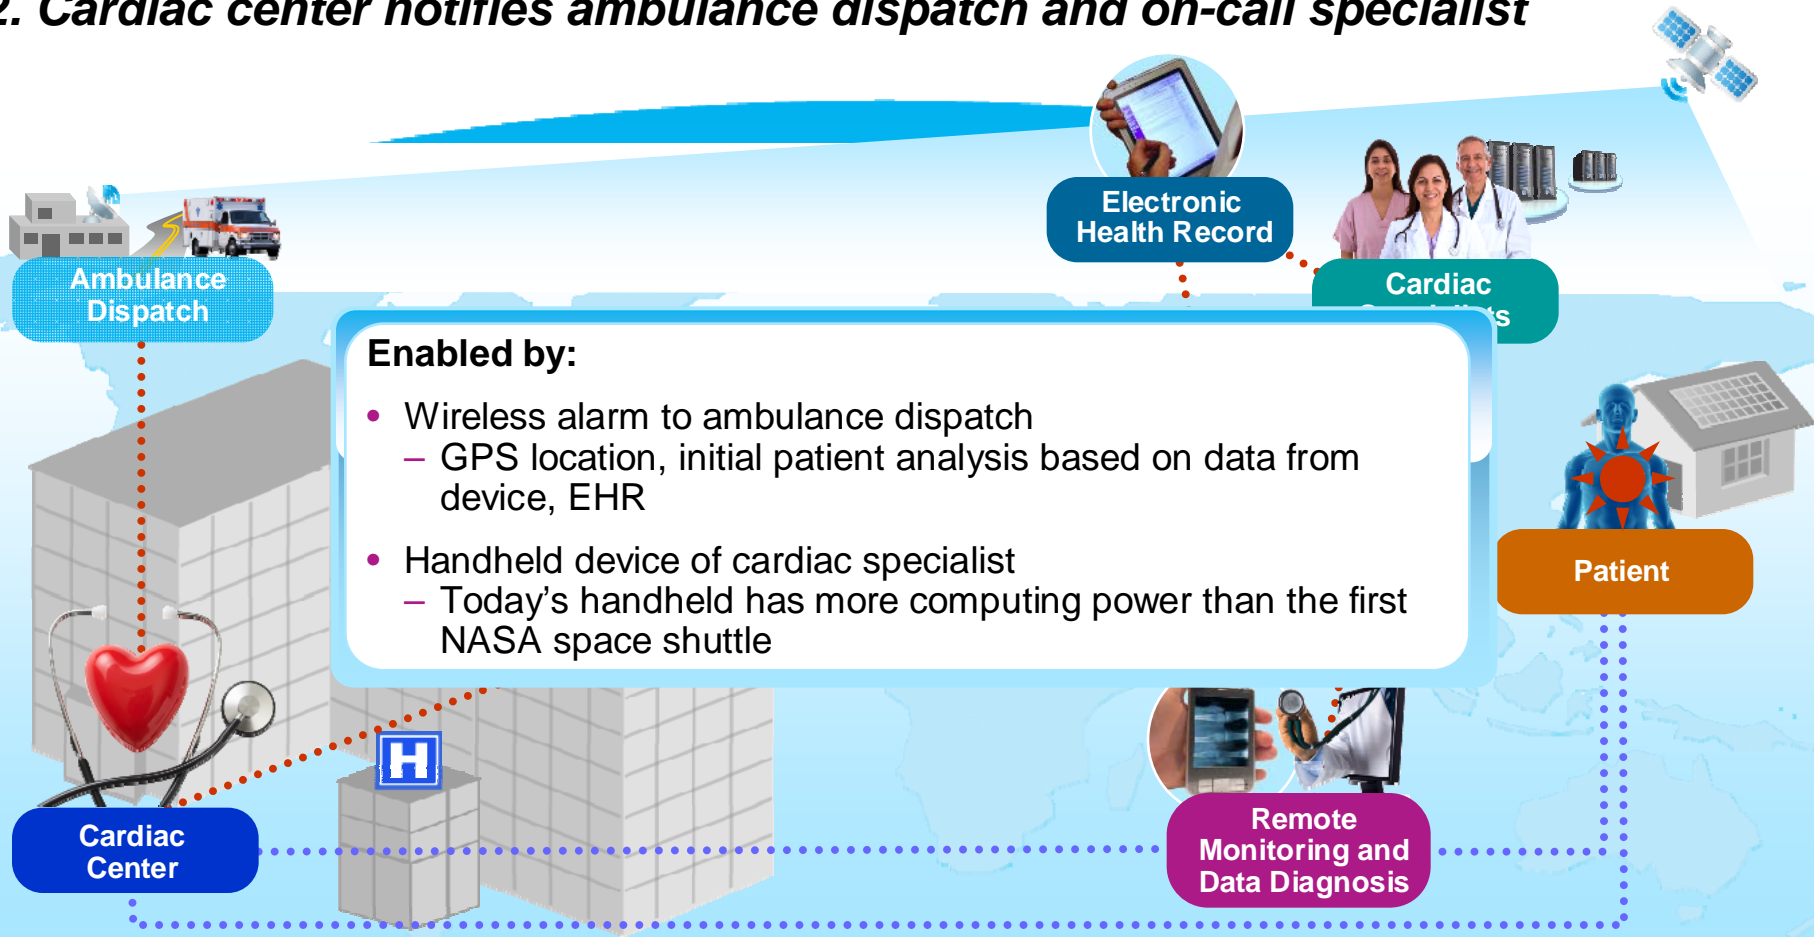 2. Cardiac center notifies ambulance dispatch and on-call specialist
Electronic
Health Record
Ambulance
Dispatch
Cardiac
Enabled by:
• Wireless alarm to ambulance dispatch
– GPS location, initial patient analysis based on data from
device, EHR
• Handheld device of cardiac specialist
– Today’s handheld has more computing power than the first
NASA space shuttle
Patient
H
Cardiac
Center
Remote
Monitoring and
Data Diagnosis